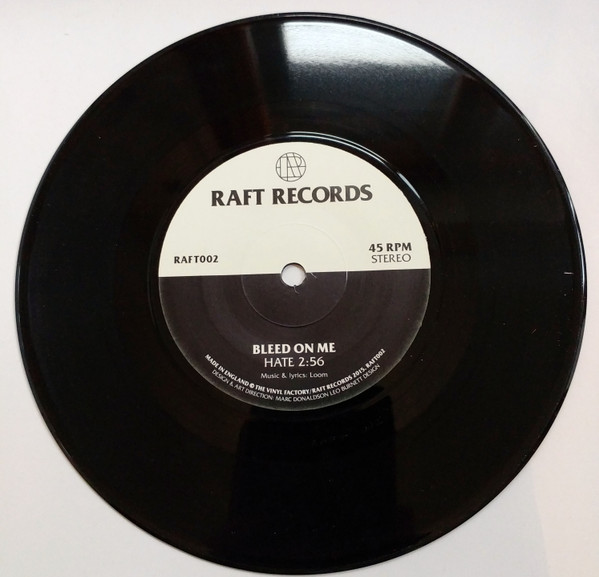 RAFT RECORDS
RAFT002
45 RPM
STEREO
BLEED ON ME
HATE 2:56
Music & lyrics: Loom
MADE IN ENGLAND © THE VINYL FACTORY/RAFT RECORDS 2015. RAFT002
DESIGN & ART DIRECTION: MARC DONALDSON LEO BURNETT DESIGN